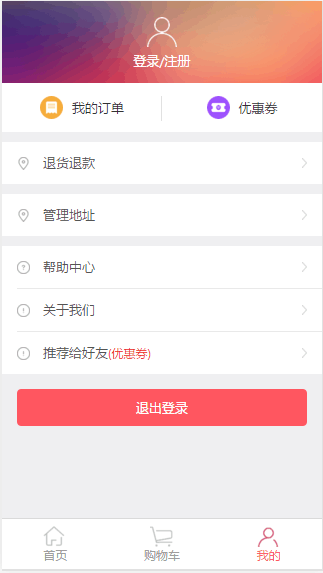 登录/注册
我的订单 优惠券
退货退款
管理地址
帮助中心
关于我们
推荐给好友(优惠券)
退出登录
首页 购物车 我的